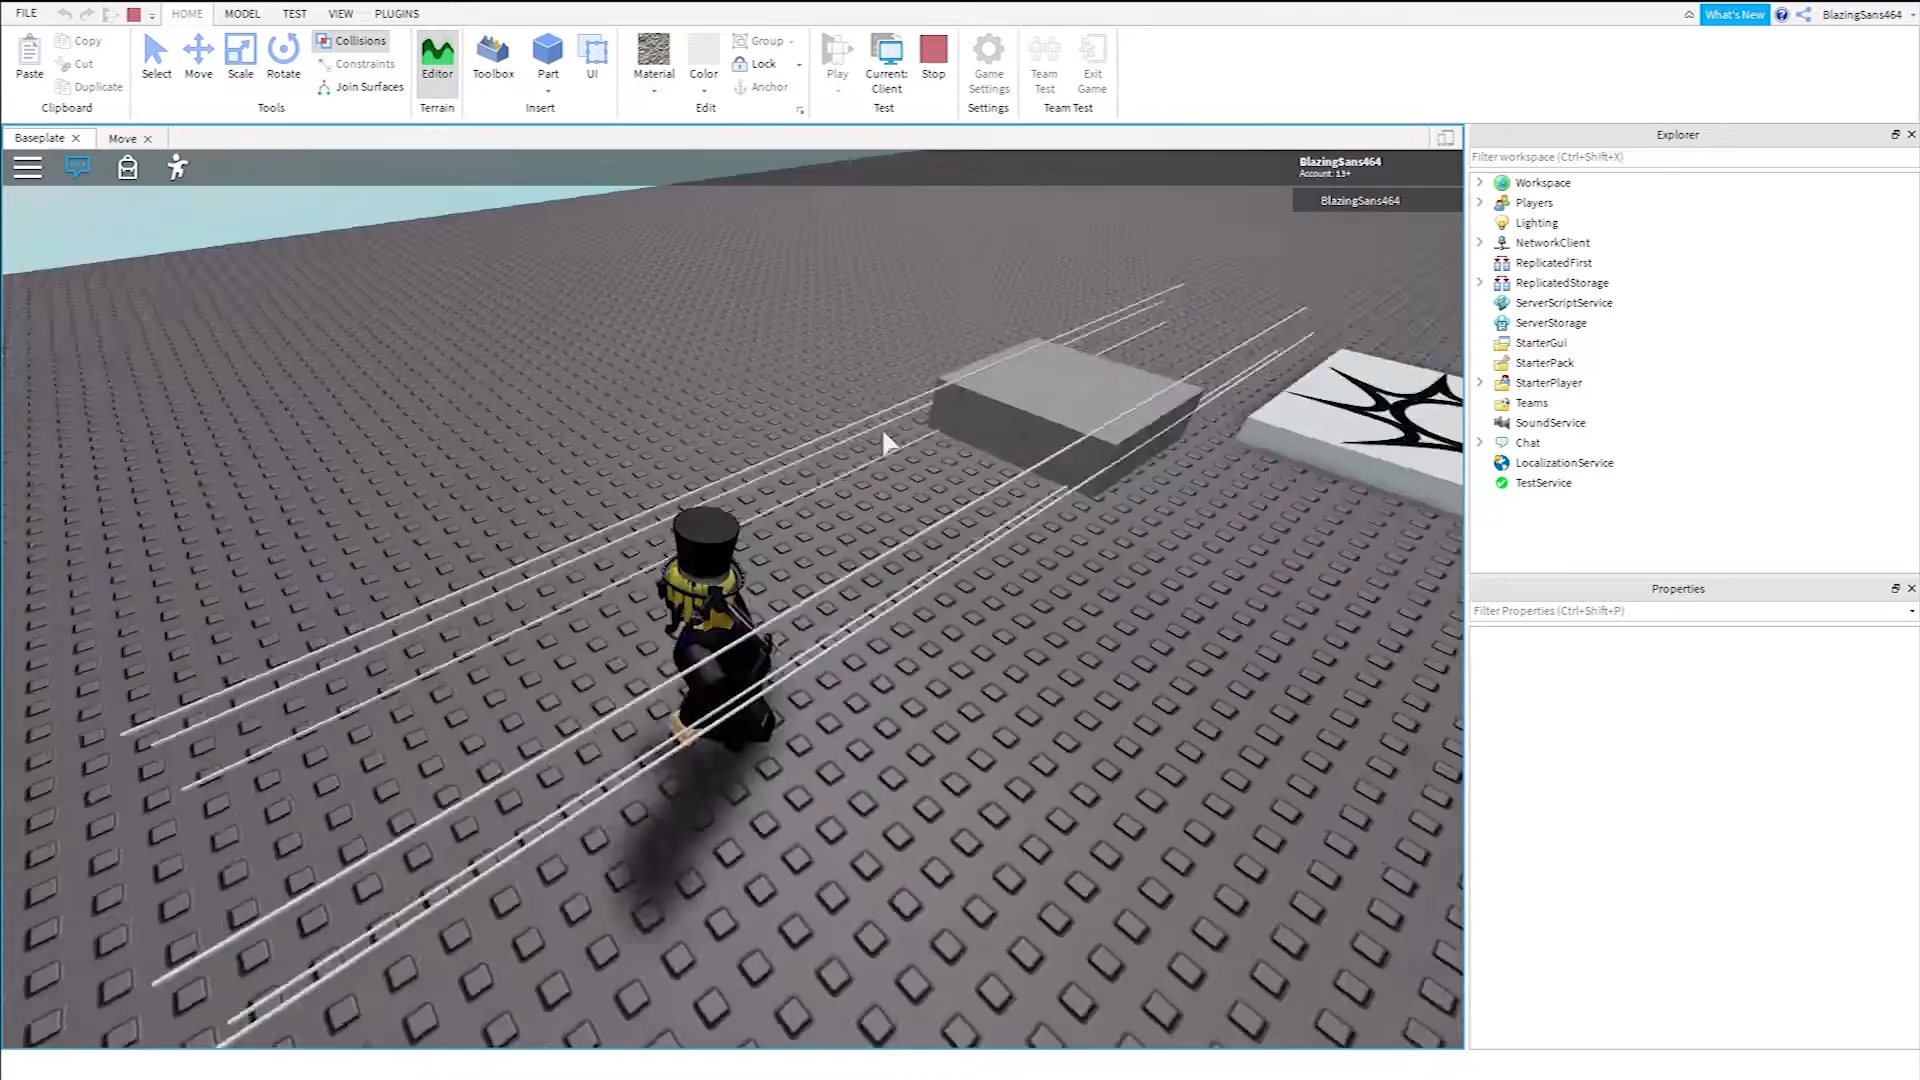 FILE HOME MODEL TEST VIEW PLUGINS What's New BlazingSans464
Paste Copy Cut Duplicate Clipboard
Select Move Scale Rotate Collisions Constraints Join Surfaces Tools
Editor Terrain
Toolbox Part UI Insert
Material Color Group Lock Anchor Edit
Play Current: Client Stop Test
Game Settings Settings
Team Test Exit Game Team Test
Baseplate Move
BlazingSans464
Account: 13+
BlazingSans464
Explorer
Filter workspace (Ctrl+Shift+X)
Workspace
Players
Lighting
NetworkClient
ReplicatedFirst
ReplicatedStorage
ServerScriptService
ServerStorage
StarterGui
StarterPack
StarterPlayer
Teams
SoundService
Chat
LocalizationService
TestService
Properties
Filter Properties (Ctrl+Shift+P)